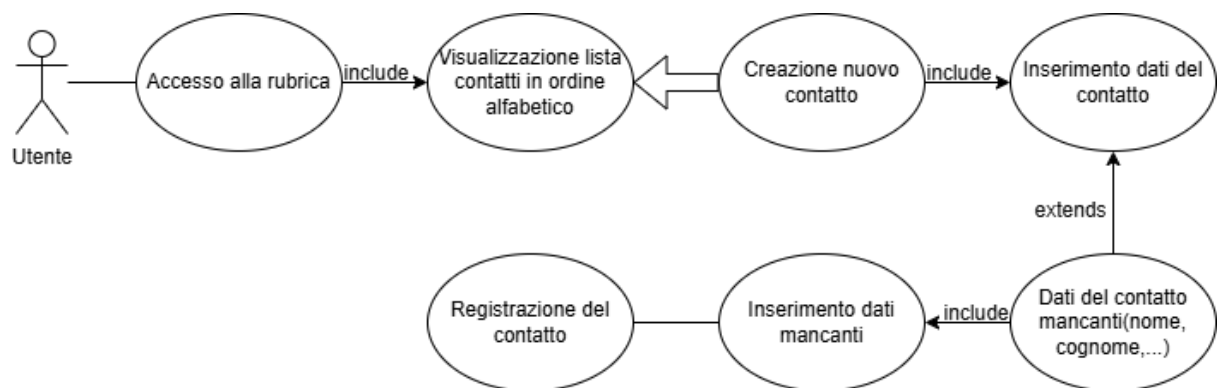 Accesso alla rubrica
include
Visualizzazione lista
contatti in ordine
alfabetico
Creazione nuovo
contatto
include
Inserimento dati del
contatto
Utente
extends
Registrazione del
contatto
Inserimento dati
mancanti
include
Dati del contatto
mancanti(nome,
cognome,...)